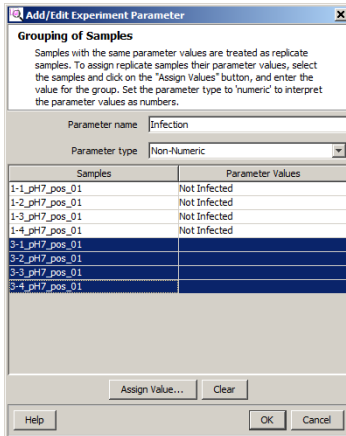 Add/Edit Experiment Parameter
Grouping of Samples
Samples with the same parameter values are treated as replicate
samples. To assign replicate samples their parameter values, select
the samples and click on the "Assign Values" button, and enter the
value for the group. Set the parameter type to 'numeric' to interpret
the parameter values as numbers.
Parameter name Infection
Parameter type Non-Numeric
Samples Parameter Values
1-1_pH7_pos_01 Not Infected
1-2_pH7_pos_01 Not Infected
1-3_pH7_pos_01 Not Infected
1-4_pH7_pos_01 Not Infected
3-1_pH7_pos_01
3-2_pH7_pos_01
3-3_pH7_pos_01
3-4_pH7_pos_01
Assign Value... Clear
Help OK Cancel